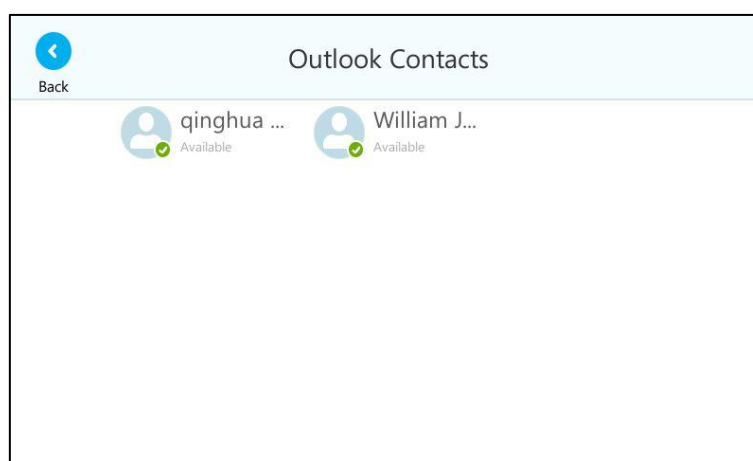 Back
Outlook Contacts
qinghua ...
Available
William J...
Available